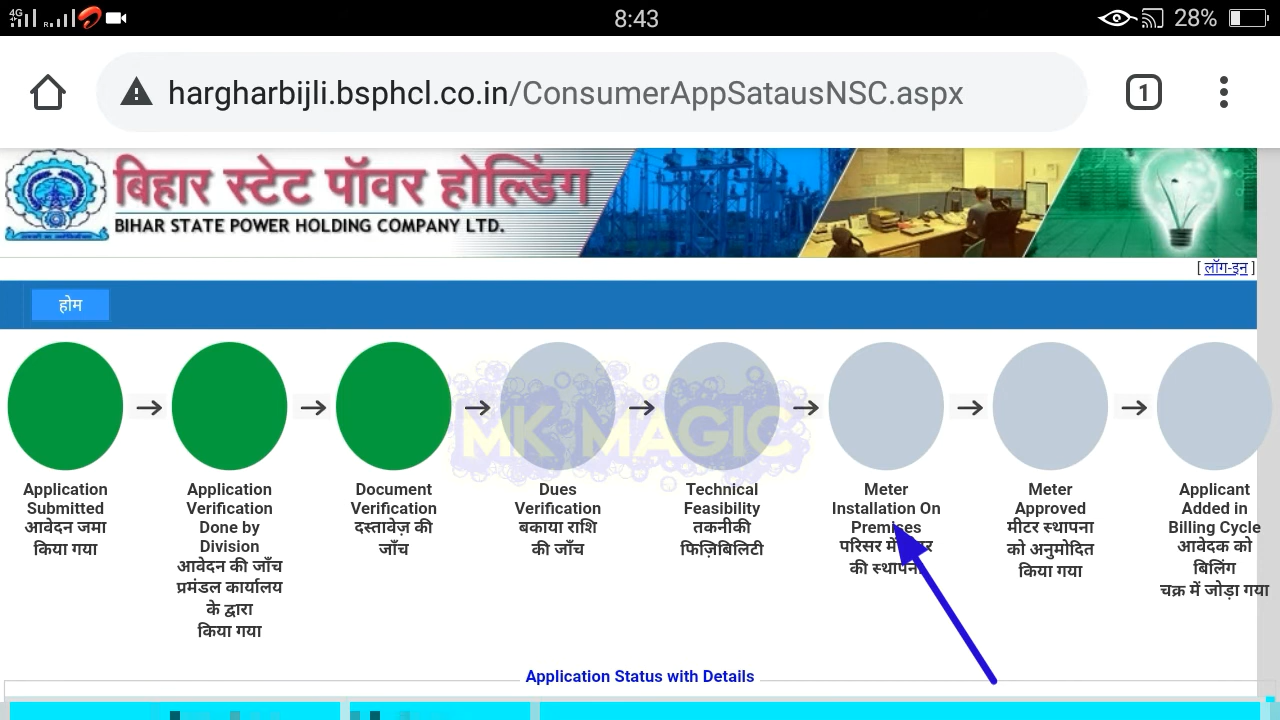 4G
R
8:43
28%
hargharbijli.bsphcl.co.in/ConsumerAppSatausNSC.aspx
1
बिहार स्टेट पॉवर होल्डिंग
BIHAR STATE POWER HOLDING COMPANY LTD.
[ लॉग-इन ]
होम
MK MAGIC
Application
Submitted
आवेदन जमा
किया गया
Application
Verification
Done by
Division
आवेदन की जाँच
प्रमंडल कार्यालय
के द्वारा
किया गया
Document
Verification
दस्तावेज़ की
जाँच
Dues
Verification
बकाया राशि
की जाँच
Technical
Feasibility
तकनीकी
फिज़िबिलिटी
Meter
Installation On
Premises
परिसर में
की स्थापना
Meter
Approved
मीटर स्थापना
को अनुमोदित
किया गया
Applicant
Added in
Billing Cycle
आवेदक को
बिलिंग
चक्र में जोड़ा गया
Application Status with Details